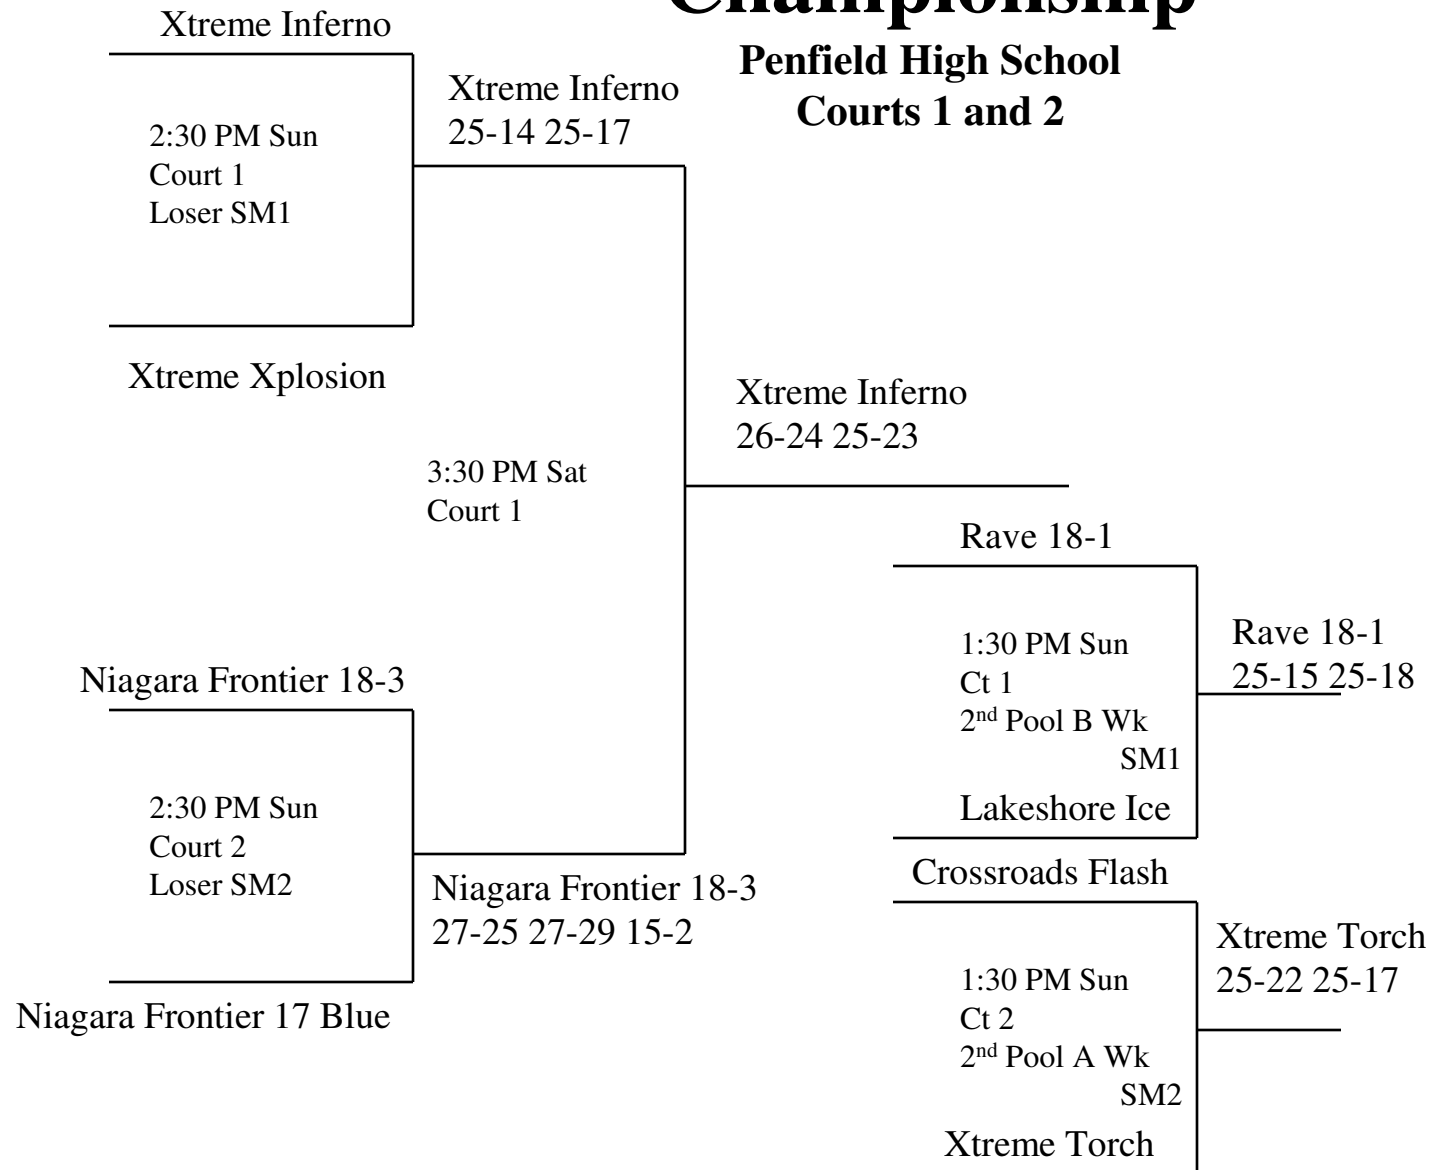 Championship
Penfield High School
Courts 1 and 2
Xtreme Inferno
2:30 PM Sun
Court 1
Loser SM1
Xtreme Xplosion
Xtreme Inferno
25-14 25-17
3:30 PM Sat
Court 1
Xtreme Inferno
26-24 25-23
Niagara Frontier 18-3
2:30 PM Sun
Court 2
Loser SM2
Niagara Frontier 17 Blue
Niagara Frontier 18-3
27-25 27-29 15-2
Rave 18-1
1:30 PM Sun
Ct 1
2nd Pool B Wk
SM1
Lakeshore Ice
Rave 18-1
25-15 25-18
Crossroads Flash
1:30 PM Sun
Ct 2
2nd Pool A Wk
SM2
Xtreme Torch
Xtreme Torch
25-22 25-17